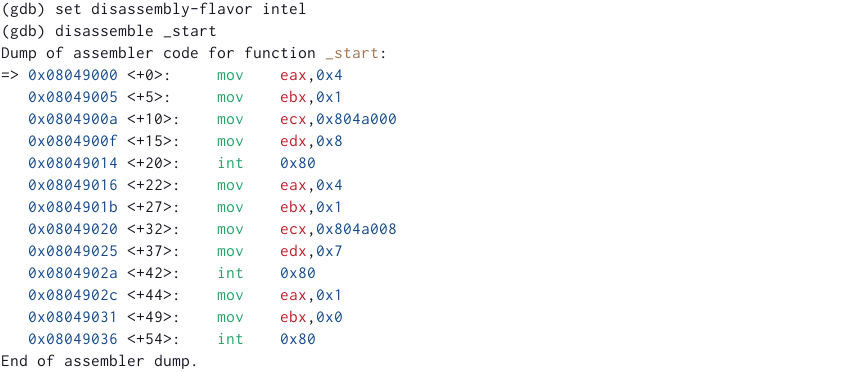 (gdb) set disassembly-flavor intel
(gdb) disassemble _start
Dump of assembler code for function _start:
=> 0x08049000 <+0>:     mov    eax,0x4
   0x08049005 <+5>:     mov    ebx,0x1
   0x0804900a <+10>:    mov    ecx,0x804a000
   0x0804900f <+15>:    mov    edx,0x8
   0x08049014 <+20>:    int    0x80
   0x08049016 <+22>:    mov    eax,0x4
   0x0804901b <+27>:    mov    ebx,0x1
   0x08049020 <+32>:    mov    ecx,0x804a008
   0x08049025 <+37>:    mov    edx,0x7
   0x0804902a <+42>:    int    0x80
   0x0804902c <+44>:    mov    eax,0x1
   0x08049031 <+49>:    mov    ebx,0x0
   0x08049036 <+54>:    int    0x80
End of assembler dump.